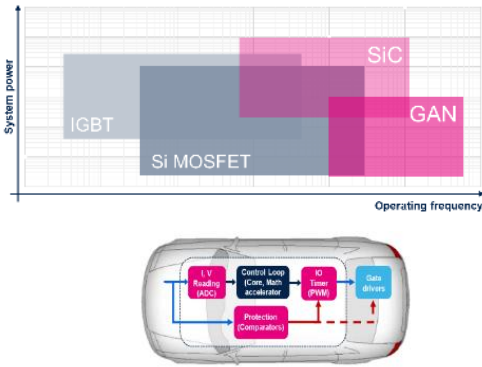 System power
SiC
IGBT
GAN
Si MOSFET
Operating frequency
I, V
Reading
(ADC)
Control Loop
(Core, Math
accelerator
IO
Timer
(PWM)
Gate
drivers
Protection
(Comparators)